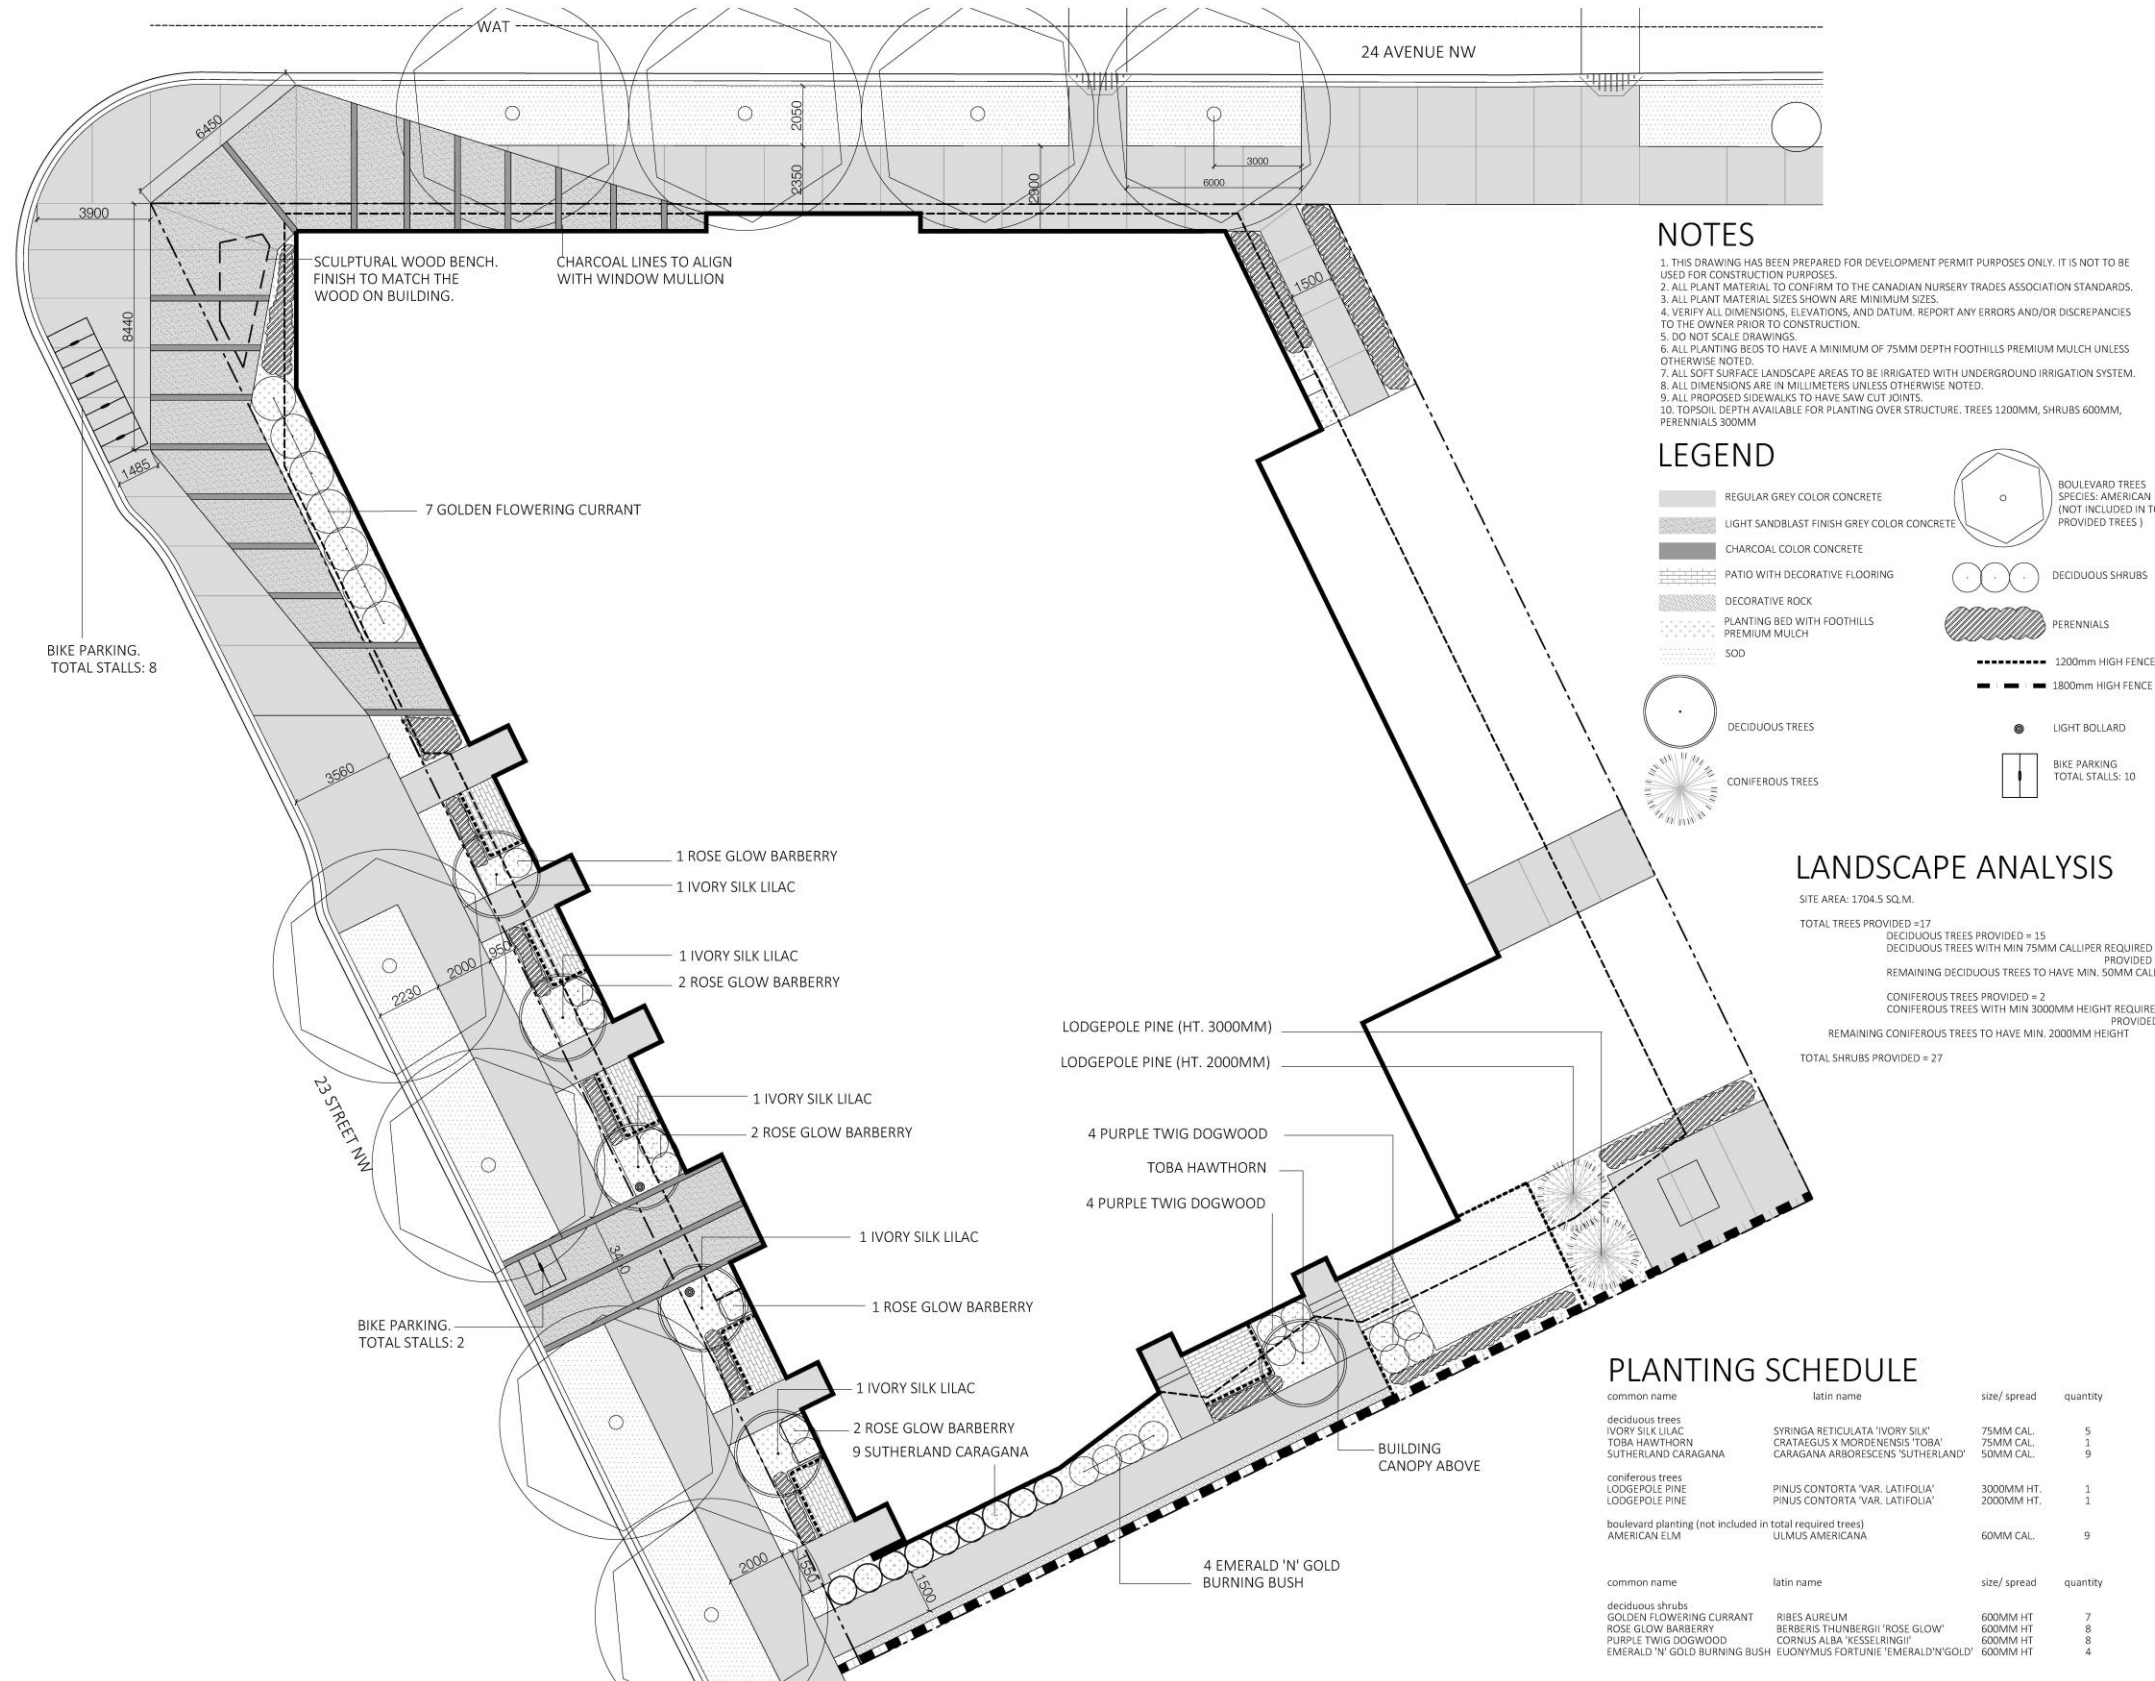 WAT
24 AVENUE NW
6450
2050
2350
2900
3000
6000
3900
8440
1485
1500
SCULPTURAL WOOD BENCH.
FINISH TO MATCH THE
WOOD ON BUILDING.
CHARCOAL LINES TO ALIGN
WITH WINDOW MULLION
7 GOLDEN FLOWERING CURRANT
BIKE PARKING.
TOTAL STALLS: 8
3560
1 ROSE GLOW BARBERRY
1 IVORY SILK LILAC
1 IVORY SILK LILAC
2 ROSE GLOW BARBERRY
950
2000
2230
23 STREET NW
1 IVORY SILK LILAC
2 ROSE GLOW BARBERRY
1 IVORY SILK LILAC
1 ROSE GLOW BARBERRY
BIKE PARKING.
TOTAL STALLS: 2
1 IVORY SILK LILAC
2 ROSE GLOW BARBERRY
9 SUTHERLAND CARAGANA
2000
1550
1500
LODGEPOLE PINE (HT. 3000MM)
LODGEPOLE PINE (HT. 2000MM)
4 PURPLE TWIG DOGWOOD
TOBA HAWTHORN
4 PURPLE TWIG DOGWOOD
BUILDING
CANOPY ABOVE
4 EMERALD 'N' GOLD
BURNING BUSH
NOTES
1. THIS DRAWING HAS BEEN PREPARED FOR DEVELOPMENT PERMIT PURPOSES ONLY. IT IS NOT TO BE
USED FOR CONSTRUCTION PURPOSES.
2. ALL PLANT MATERIAL TO CONFIRM TO THE CANADIAN NURSERY TRADES ASSOCIATION STANDARDS.
3. ALL PLANT MATERIAL SIZES SHOWN ARE MINIMUM SIZES.
4. VERIFY ALL DIMENSIONS, ELEVATIONS, AND DATUM. REPORT ANY ERRORS AND/OR DISCREPANCIES
TO THE OWNER PRIOR TO CONSTRUCTION.
5. DO NOT SCALE DRAWINGS.
6. ALL PLANTING BEDS TO HAVE A MINIMUM OF 75MM DEPTH FOOTHILLS PREMIUM MULCH UNLESS
OTHERWISE NOTED.
7. ALL SOFT SURFACE LANDSCAPE AREAS TO BE IRRIGATED WITH UNDERGROUND IRRIGATION SYSTEM.
8. ALL DIMENSIONS ARE IN MILLIMETERS UNLESS OTHERWISE NOTED.
9. ALL PROPOSED SIDEWALKS TO HAVE SAW CUT JOINTS.
10. TOPSOIL DEPTH AVAILABLE FOR PLANTING OVER STRUCTURE. TREES 1200MM, SHRUBS 600MM,
PERENNIALS 300MM
LEGEND
REGULAR GREY COLOR CONCRETE
LIGHT SANDBLAST FINISH GREY COLOR CONCRETE
CHARCOAL COLOR CONCRETE
PATIO WITH DECORATIVE FLOORING
DECORATIVE ROCK
PLANTING BED WITH FOOTHILLS
PREMIUM MULCH
SOD
DECIDUOUS TREES
CONIFEROUS TREES
BOULEVARD TREES
SPECIES: AMERICAN
(NOT INCLUDED IN
PROVIDED TREES )
DECIDUOUS SHRUBS
PERENNIALS
1200mm HIGH FENCE
1800mm HIGH FENCE
LIGHT BOLLARD
BIKE PARKING
TOTAL STALLS: 10
LANDSCAPE ANALYSIS
SITE AREA: 1704.5 SQ.M.
TOTAL TREES PROVIDED =17
DECIDUOUS TREES PROVIDED = 15
DECIDUOUS TREES WITH MIN 75MM CALLIPER REQUIRED
PROVIDED
REMAINING DECIDUOUS TREES TO HAVE MIN. 50MM
CONIFEROUS TREES PROVIDED = 2
CONIFEROUS TREES WITH MIN 3000MM HEIGHT
REMAINING CONIFEROUS TREES TO HAVE MIN. 2000MM HEIGHT
TOTAL SHRUBS PROVIDED = 27
PLANTING SCHEDULE
common name latin name size/ spread quantity
deciduous trees
IVORY SILK LILAC SYRINGA RETICULATA 'IVORY SILK' 75MM CAL. 5
TOBA HAWTHORN CRATAEGUS X MORDENENSIS 'TOBA' 75MM CAL. 1
SUTHERLAND CARAGANA CARAGANA ARBORESCENS 'SUTHERLAND' 50MM CAL. 9
coniferous trees
LODGEPOLE PINE PINUS CONTORTA 'VAR. LATIFOLIA' 3000MM HT. 1
LODGEPOLE PINE PINUS CONTORTA 'VAR. LATIFOLIA' 2000MM HT. 1
boulevard planting (not included in total required trees)
AMERICAN ELM ULMUS AMERICANA 60MM CAL. 9
common name latin name size/ spread quantity
deciduous shrubs
GOLDEN FLOWERING CURRANT RIBES AUREUM 600MM HT 7
ROSE GLOW BARBERRY BERBERIS THUNBERGII 'ROSE GLOW' 600MM HT 8
PURPLE TWIG DOGWOOD CORNUS ALBA 'KESSELRINGII' 600MM HT 8
EMERALD 'N' GOLD BURNING BUSH EUONYMUS FORTUNIE 'EMERALD'N'GOLD' 600MM HT 4